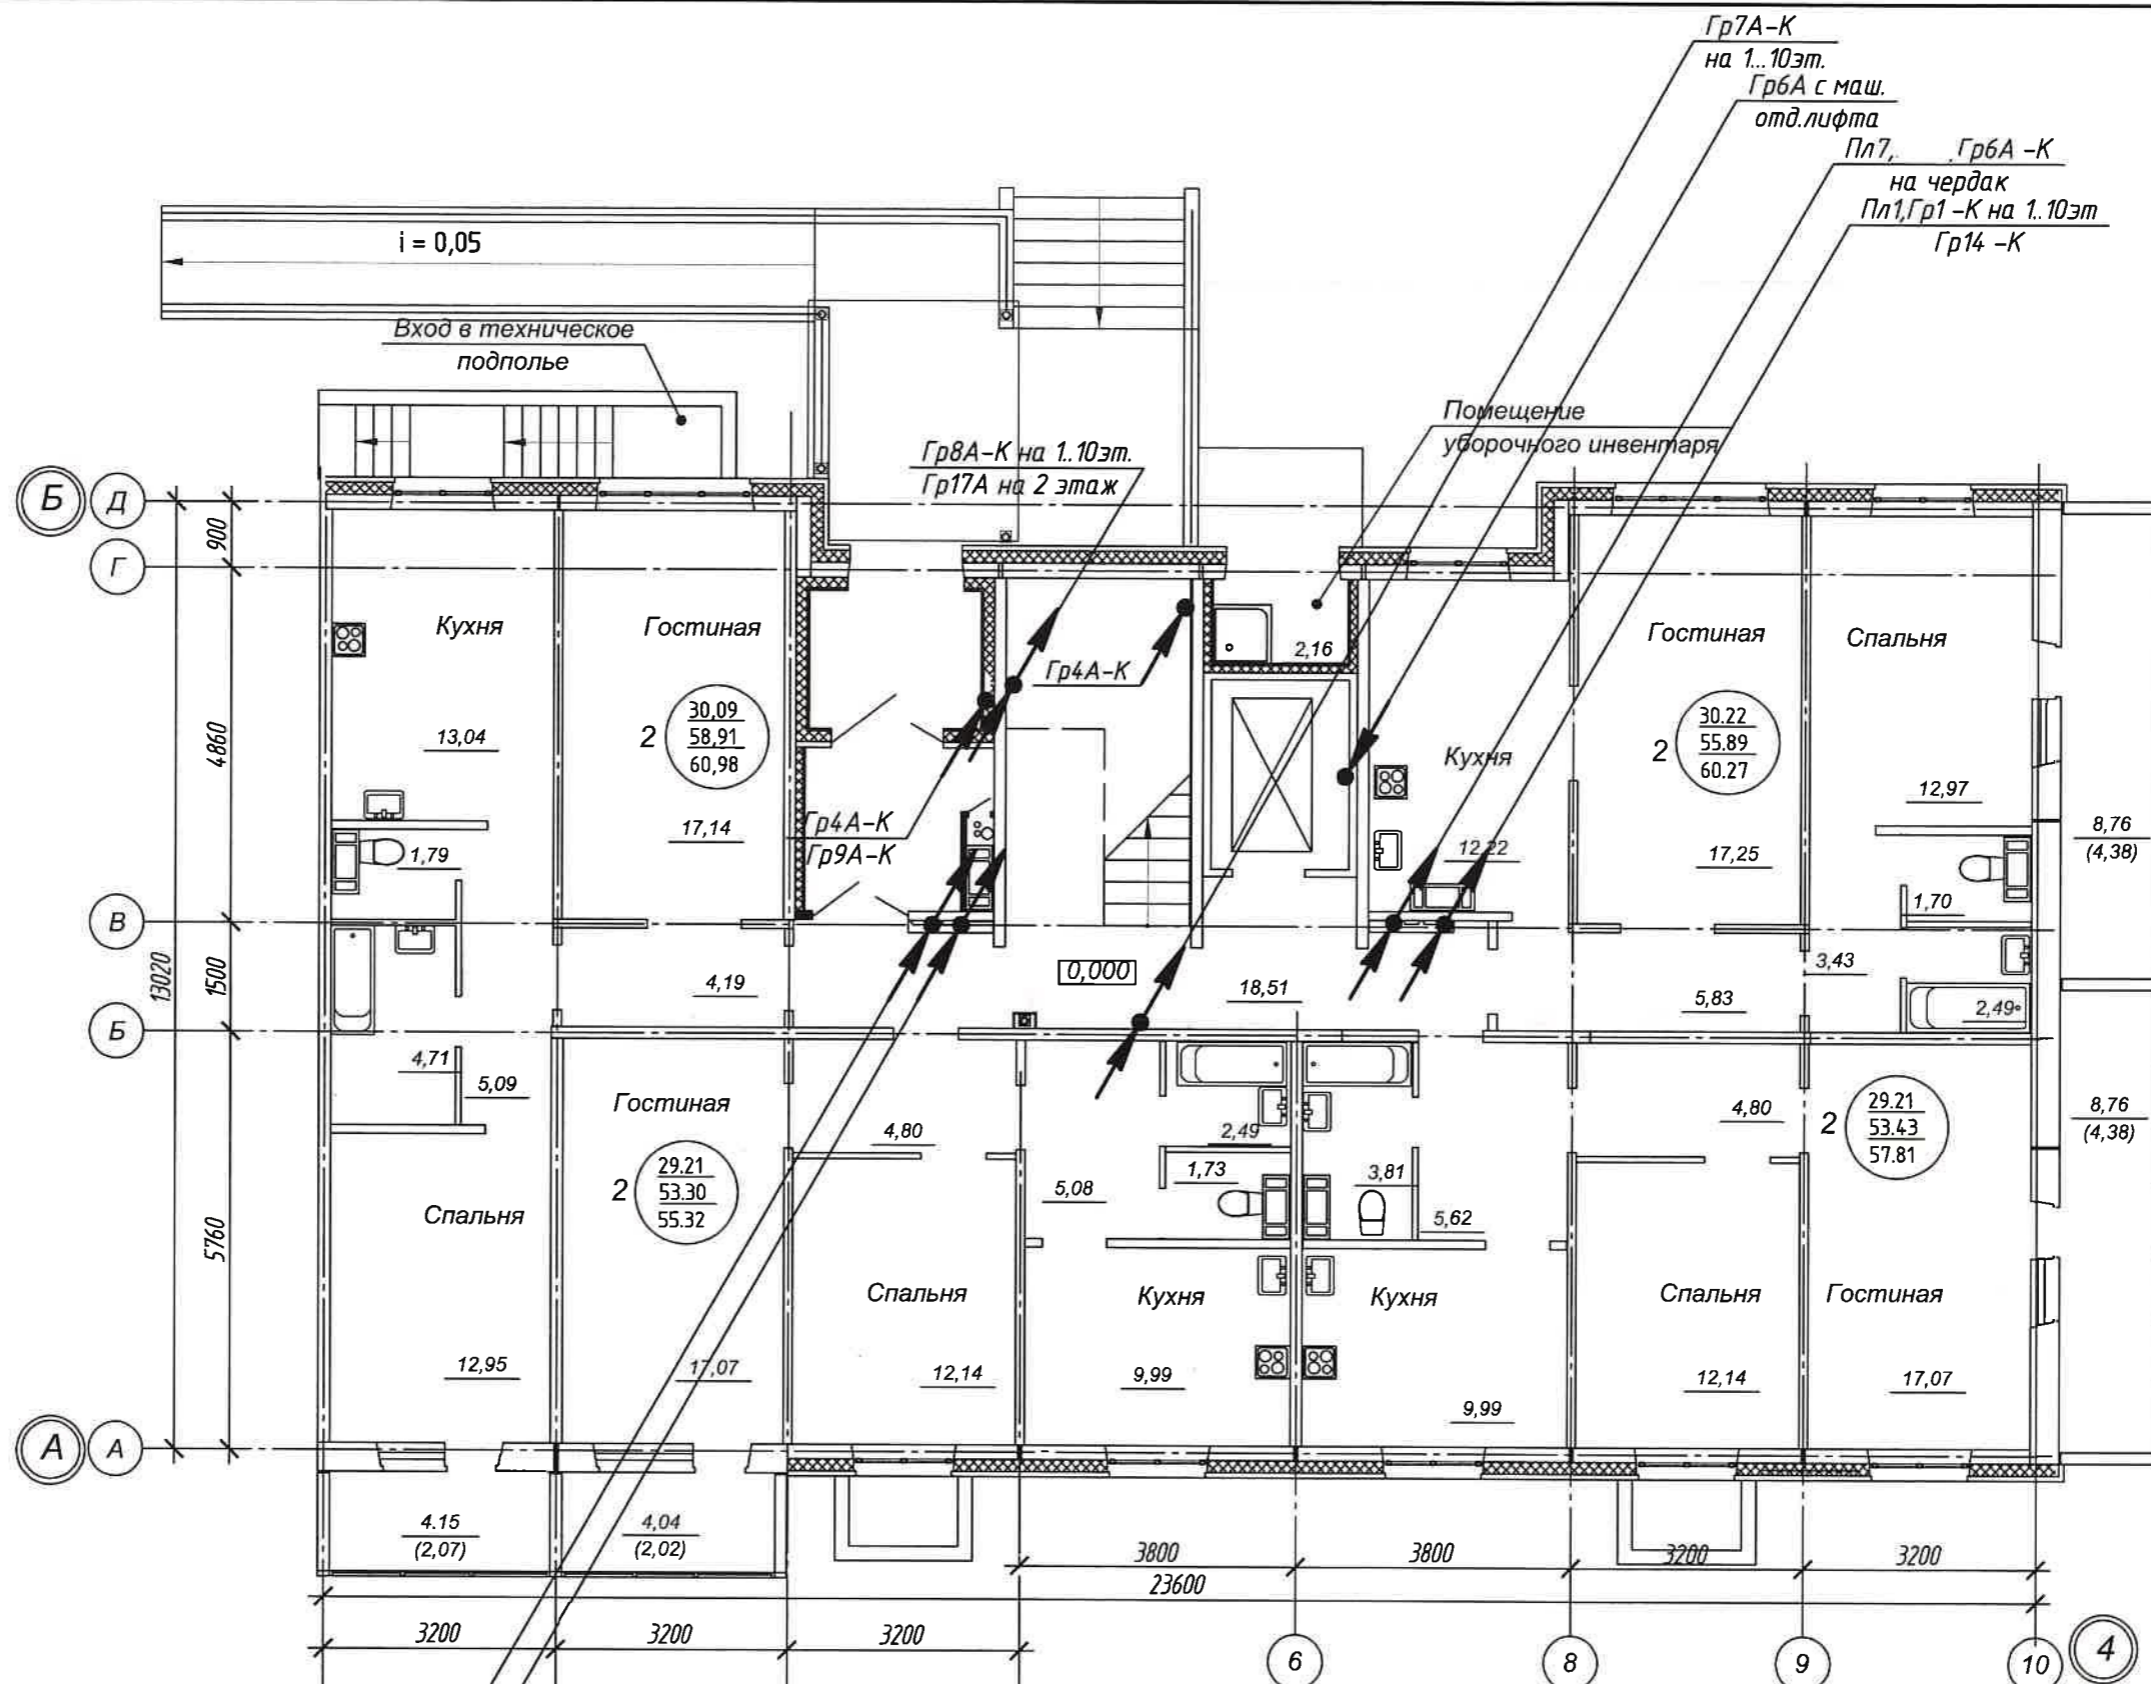 Гр7А-К
на 1...10эт.
Гр6А с маш.
отд.лифта
Пл7,       Гр6А -К
на чердак
Пл1,Гр1 -К на 1..10эт
Гр14 -К
i = 0,05
Вход в техническое
подполье
Помещение
уборочного инвентаря
Гр8А-К на 1..10эт.
Гр17А на 2 этаж
Б
Д
900
Г
Кухня
Гостиная
Гр4А-К
2,16
Гостиная
Спальня
4860
13,04
2
30,09
58,91
60,98
Кухня
2
30.22
55.89
60.27
12,97
17,14
Гр4А-К
Гр9А-К
1,79
12,22
17,25
8,76
(4,38)
1,70
В
13020
1500
4,19
0,000
18,51
3,43
5,83
2,49
Б
4,71
5,09
Гостиная
4,80
2,49
4,80
2
29.21
53.43
57.81
8,76
(4,38)
2
29.21
53.30
55.32
5,08
1,73
3,81
5,62
5760
Спальня
Спальня
Кухня
Кухня
Спальня
Гостиная
12,95
17,07
12,14
9,99
9,99
12,14
17,07
А
А
4.15
(2,07)
4,04
(2,02)
3800
3800
3200
3200
23600
3200
3200
3200
6
8
9
10
4